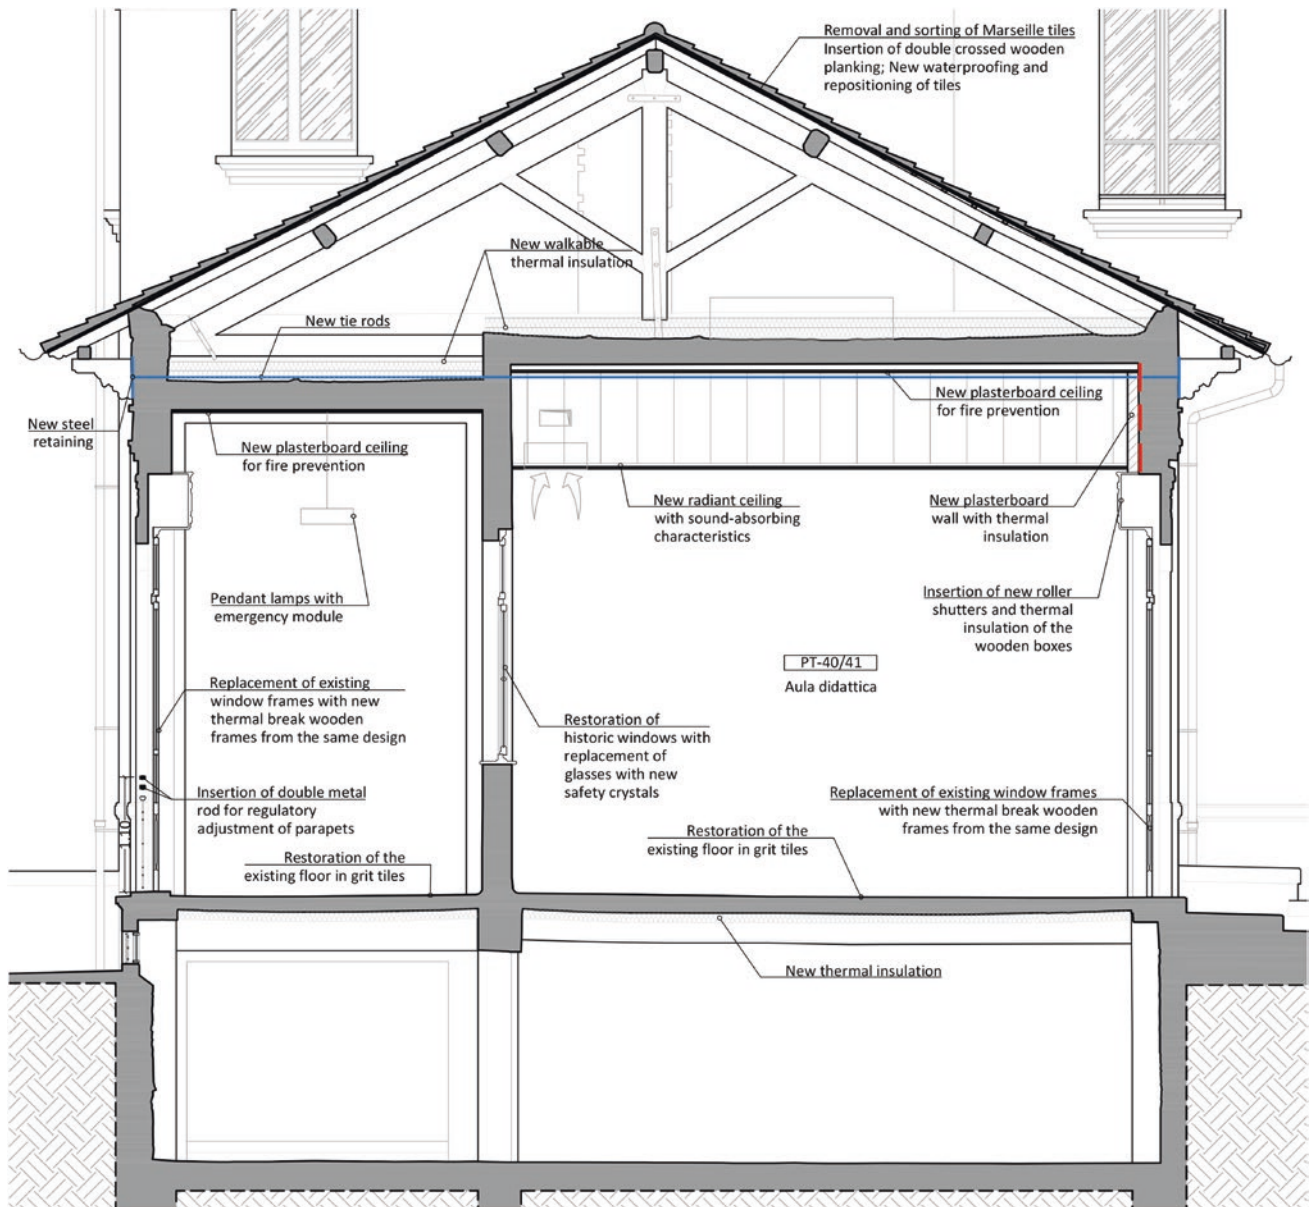 Removal and sorting of Marseille tiles
Insertion of double crossed wooden
planking; New waterproofing and
repositioning of tiles
New walkable
thermal insulation
New tie rods
New steel
retaining
New plasterboard ceiling
for fire prevention
New plasterboard ceiling
for fire prevention
New radiant ceiling
with sound-absorbing
characteristics
New plasterboard
wall with thermal
insulation
Pendant lamps with
emergency module
Insertion of new roller
shutters and thermal
insulation of the
wooden boxes
PT-40/41
Aula didattica
Replacement of existing
window frames with new
thermal break wooden
frames from the same design
Restoration of
historic windows with
replacement of
glasses with new
safety crystals
Insertion of double metal
rod for regulatory
adjustment of parapets
1.10
Replacement of existing window frames
with new thermal break wooden
frames from the same design
Restoration of the
existing floor in grit tiles
Restoration of the
existing floor in grit tiles
New thermal insulation